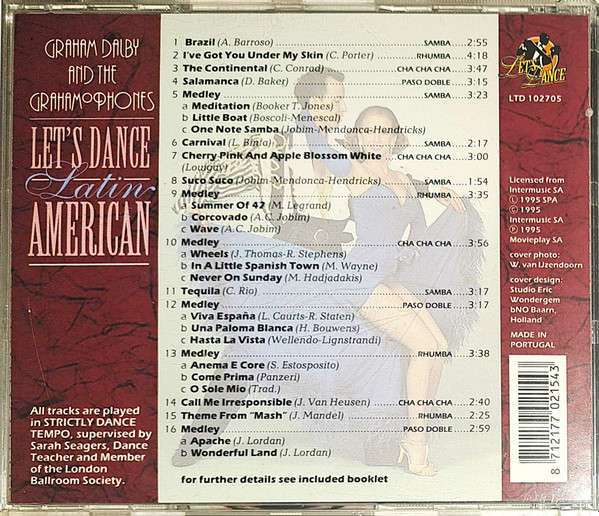 GRAHAM DALBY
AND THE
GRAHAMOPHONES
LET'S DANCE
Latin
AMERICAN
All tracks are played
in STRICTLY DANCE
TEMPO, supervised by
Sarah Seagers, Dance
Teacher and Member
of the London
Ballroom Society.
1 Brazil (A. Barroso) SAMBA 2:55
2 I've Got You Under My Skin (C. Porter) RHUMBA 4:18
3 The Continental (C. Conrad) CHA CHA CHA 3:47
4 Salamanca (D. Baker) PASO DOBLE 3:15
5 Medley SAMBA 3:23
a Meditation (Booker T. Jones)
b Little Boat (Boscoli-Menescal)
c One Note Samba (Jobim-Mendonca-Hendricks)
6 Carnival (L. Binla) SAMBA 2:17
7 Cherry Pink And Apple Blossom White CHA CHA CHA 3:00
(Lowgay)
8 Suco Suco (Jobim-Mendonca-Hendricks) SAMBA 1:54
9 Medley RHUMBA 3:35
a Summer Of 42 (M. Legrand)
b Corcovado (A.C. Jobim)
c Wave (A.C. Jobim)
10 Medley CHA CHA CHA 3:56
a Wheels (J. Thomas-R. Stephens)
b In A Little Spanish Town (M. Wayne)
c Never On Sunday (M. Hadjadakis)
11 Tequila (C. Rio) SAMBA 3:17
12 Medley PASO DOBLE 3:17
a Viva España (L. Caurts-R. Staten)
b Una Paloma Blanca (H. Bouwens)
c Hasta La Vista (Wellendo-Lignstrandi)
13 Medley RHUMBA 3:38
a Anema E Core (S. Estosposito)
b Come Prima (Panzeri)
c O Sole Mio (Trad.)
14 Call Me Irresponsible (J. Van Heusen) CHA CHA CHA 2:40
15 Theme From "Mash" (J. Mandel) RHUMBA 2:25
16 Medley PASO DOBLE 2:59
a Apache (J. Lordan)
b Wonderful Land (J. Lordan)
for further details see included booklet
LET'S DANCE
LTD 102705
Licensed from
Intermusic SA
Ⓛ 1995 SPA
© 1995
Intermusic SA
℗ 1995
Movieplay SA
cover photo:
W. van IJzendoorn
cover design:
Studio Eric
Wondergem
bNO Baarn,
Holland
MADE IN
PORTUGAL
8 712177 021543